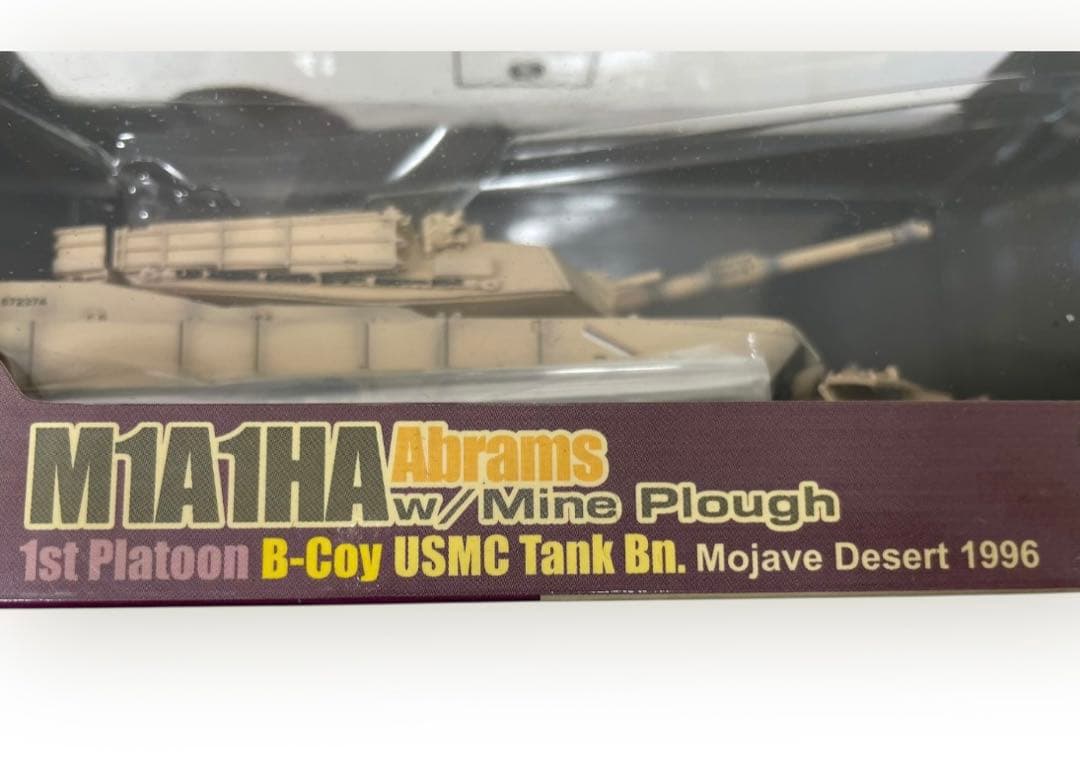 M1A1HA Abrams
w/Mine Plough
1st Platoon B-Coy USMC Tank Bn. Mojave Desert 1996